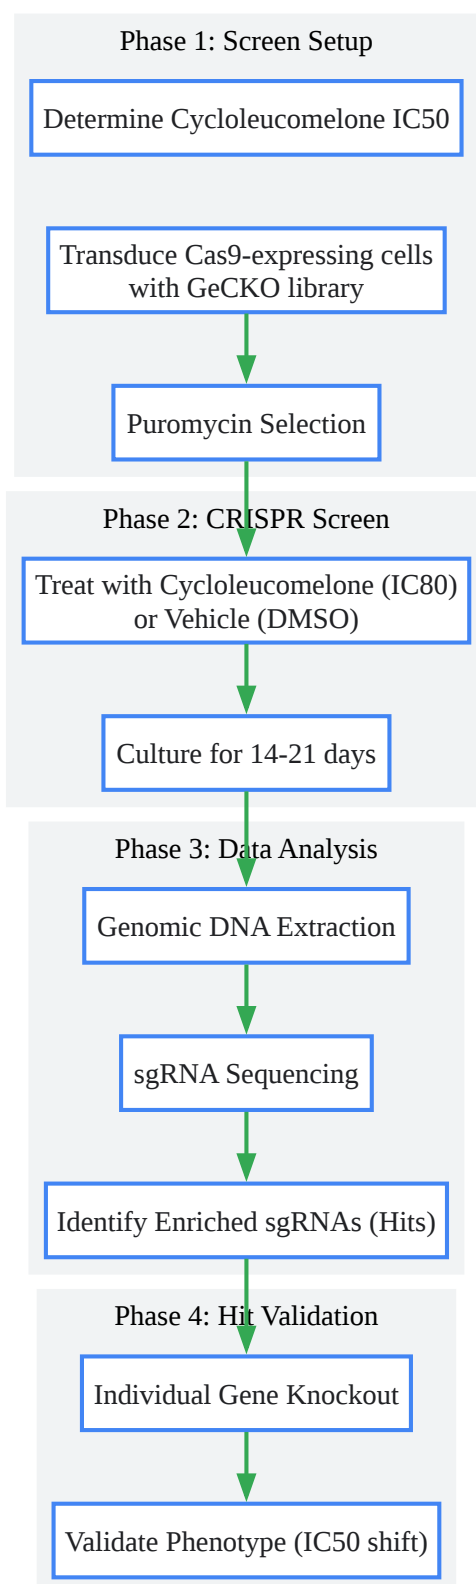 Phase 1: Screen Setup
Determine Cycloleucomelone IC50
Transduce Cas9-expressing cells
with GeCKO library
Puromycin Selection
Phase 2: CRISPR Screen
Treat with Cycloleucomelone (IC80)
or Vehicle (DMSO)
Culture for 14-21 days
Phase 3: Data Analysis
Genomic DNA Extraction
sgRNA Sequencing
Identify Enriched sgRNAs (Hits)
Phase 4: Hit Validation
Individual Gene Knockout
Validate Phenotype (IC50 shift)